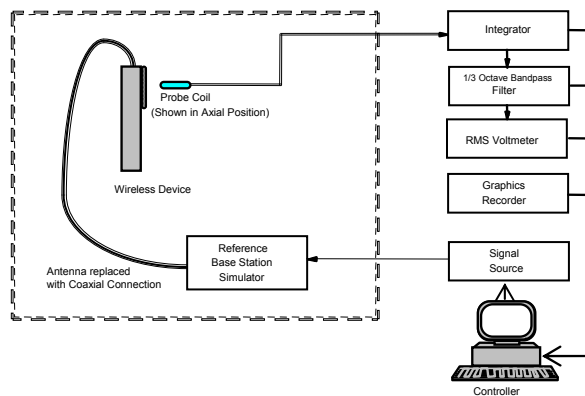 Integrator
1/3 Octave Bandpass
Filter
RMS Voltmeter
Graphics
Recorder
Probe Coil
(Shown in Axial Position)
Wireless Device
Reference
Base Station
Simulator
Antenna replaced
with Coaxial Connection
Signal
Source
Controller